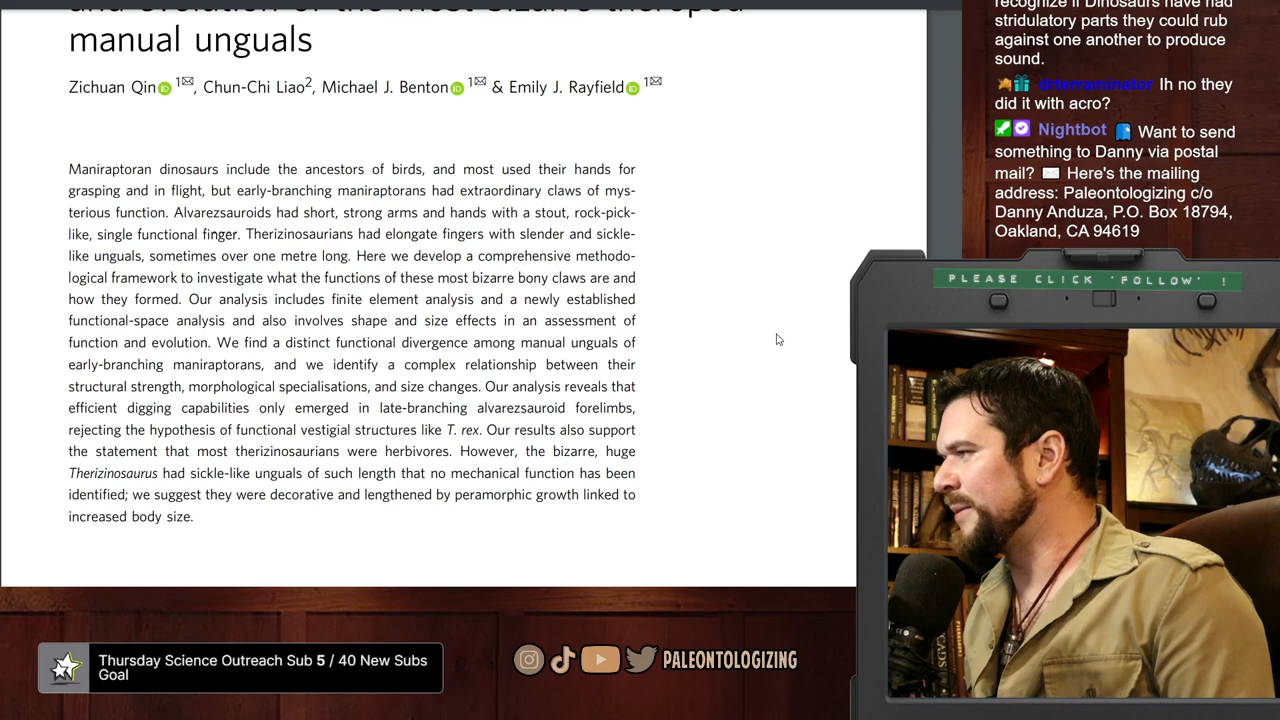 and evolution of the most bizarre theropod
manual unguals
Zichuan Qin 1✉, Chun-Chi Liao2, Michael J. Benton 1✉ & Emily J. Rayfield 1✉
Maniraptoran dinosaurs include the ancestors of birds, and most used their hands for
grasping and in flight, but early-branching maniraptorans had extraordinary claws of mys-
terious function. Alvarezsauroids had short, strong arms and hands with a stout, rock-pick-
like, single functional finger. Therizinosaurians had elongate fingers with slender and sickle-
like unguals, sometimes over one metre long. Here we develop a comprehensive methodo-
logical framework to investigate what the functions of these most bizarre bony claws are and
how they formed. Our analysis includes finite element analysis and a newly established
functional-space analysis and also involves shape and size effects in an assessment of
function and evolution. We find a distinct functional divergence among manual unguals of
early-branching maniraptorans, and we identify a complex relationship between their
structural strength, morphological specialisations, and size changes. Our analysis reveals that
efficient digging capabilities only emerged in late-branching alvarezsauroid forelimbs,
rejecting the hypothesis of functional vestigial structures like T. rex. Our results also support
the statement that most therizinosaurians were herbivores. However, the bizarre, huge
Therizinosaurus had sickle-like unguals of such length that no mechanical function has been
identified; we suggest they were decorative and lengthened by peramorphic growth linked to
increased body size.
recognize if Dinosaurs have had
stridulatory parts they could rub
against one another to produce
sound.
drterraminator Ih no they
did it with acro?
Nightbot Want to send
something to Danny via postal
mail? ✉️ Here's the mailing
address: Paleontologizing c/o
Danny Anduza, P.O. Box 18794,
Oakland, CA 94619
PLEASE CLICK 'FOLLOW' !
Thursday Science Outreach Sub 5 / 40 New Subs
Goal
PALEONTOLOGIZING